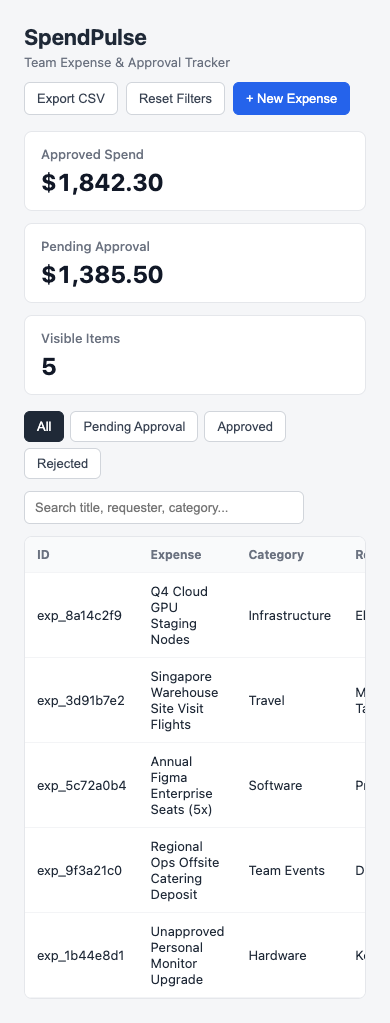 SpendPulse
Team Expense & Approval Tracker
Export CSV Reset Filters + New Expense
Approved Spend
$1,842.30
Pending Approval
$1,385.50
Visible Items
5
All Pending Approval Approved
Rejected
Search title, requester, category...
ID Expense Category
exp_8a14c2f9 Q4 Cloud GPU Staging Nodes Infrastructure
exp_3d91b7e2 Singapore Warehouse Site Visit Flights Travel
exp_5c72a0b4 Annual Figma Enterprise Seats (5x) Software
exp_9f3a21c0 Regional Ops Offsite Catering Deposit Team Events
exp_1b44e8d1 Unapproved Personal Monitor Upgrade Hardware